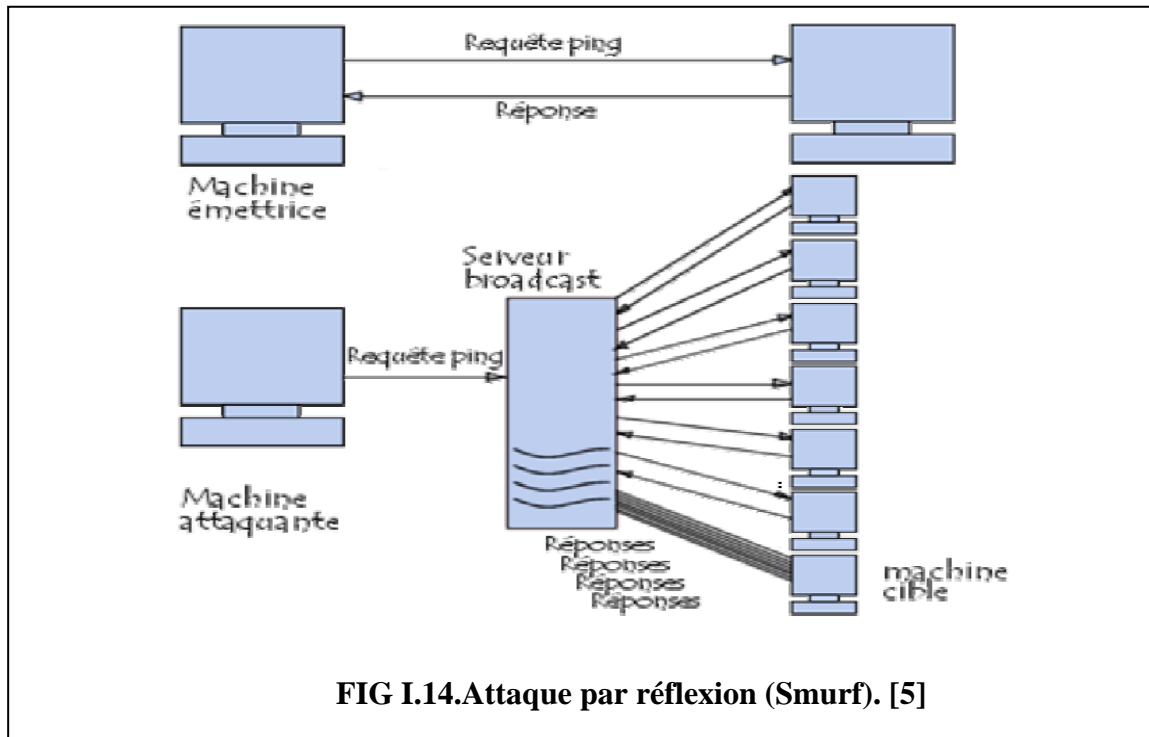 Requête ping
Réponse
Machine
émettrice
Seiveur
broadcast
Requête ping
Machine
attaquante
Réponses
Réponses
Réponses
Réponses
machine
cible
FIG I.14.Attaque par réflexion (Smurf). [5]